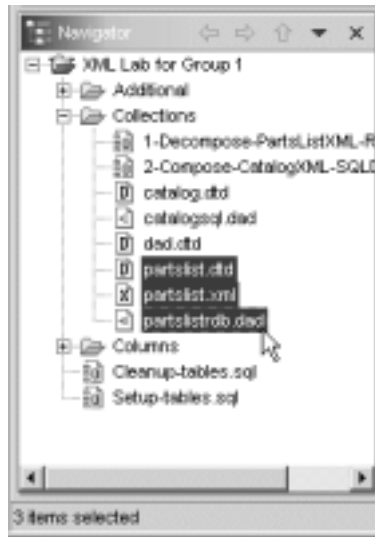 Navigator
XML Lab for Group 1
Additional
Collections
1-Decompose-PartsListXML-R
2-Compose-CatalogXML-SQLD
catalog.dtd
catalogsql.dad
dad.dtd
partslist.dtd
partslist.xml
partslistrdb.dad
Columns
Cleanup-tables.sql
Setup-tables.sql
3 items selected